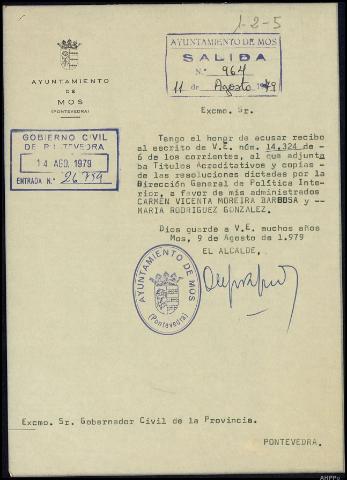 1-2-5
AYUNTAMIENTO DE MOS
SALIDA
N.º 964
11 de Agosto 1979
AYUNTAMIENTO
DE
MOS
(PONTEVEDRA)
Excmo. Sr.
GOBIERNO CIVIL
DE PONTEVEDRA
14 AGO. 1979
ENTRADA N.º 26759
Tengo el honor de acusar recibo
al escrito de V.E. núm. 14.324 de -
6 de los corrientes, al que adjunta
ba Titulos Acreditativos y copias -
de las resoluciones dictadas por la
Dirección General de Política Inte-
rior, a favor de mis administrados
CARMEN VICENTA MOREIRA BARBOSA y --
MARIA RODRIGUEZ GONZALEZ.
Dios guarde a V.E. muchos años
Mos, 9 de Agosto de 1.979
EL ALCALDE,
AYUNTAMIENTO DE MOS
(Pontevedra)
Excmo. Sr. Gobernador Civil de la Provincia.
PONTEVEDRA.
AHPPo